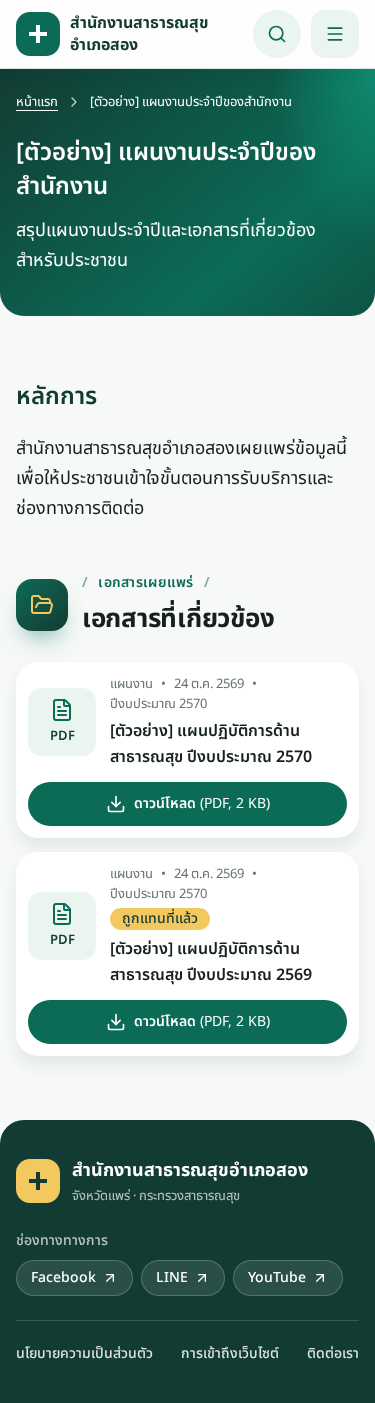 สำนักงานสาธารณสุข
อำเภอสอง
หน้าแรก > [ตัวอย่าง] แผนงานประจำปีของสำนักงาน
[ตัวอย่าง] แผนงานประจำปีของ
สำนักงาน
สรุปแผนงานประจำปีและเอกสารที่เกี่ยวข้อง
สำหรับประชาชน
หลักการ
สำนักงานสาธารณสุขอำเภอสองเผยแพร่ข้อมูลนี้
เพื่อให้ประชาชนเข้าใจขั้นตอนการรับบริการและ
ช่องทางการติดต่อ
/ เอกสารเผยแพร่ /
เอกสารที่เกี่ยวข้อง
แผนงาน • 24 ต.ค. 2569 •
ปีงบประมาณ 2570
PDF
[ตัวอย่าง] แผนปฏิบัติการด้าน
สาธารณสุข ปีงบประมาณ 2570
ดาวน์โหลด (PDF, 2 KB)
แผนงาน • 24 ต.ค. 2569 •
ปีงบประมาณ 2570
ถูกแทนที่แล้ว
PDF
[ตัวอย่าง] แผนปฏิบัติการด้าน
สาธารณสุข ปีงบประมาณ 2569
ดาวน์โหลด (PDF, 2 KB)
สำนักงานสาธารณสุขอำเภอสอง
จังหวัดแพร่ · กระทรวงสาธารณสุข
ช่องทางทางการ
Facebook LINE YouTube
นโยบายความเป็นส่วนตัว การเข้าถึงเว็บไซต์ ติดต่อเรา